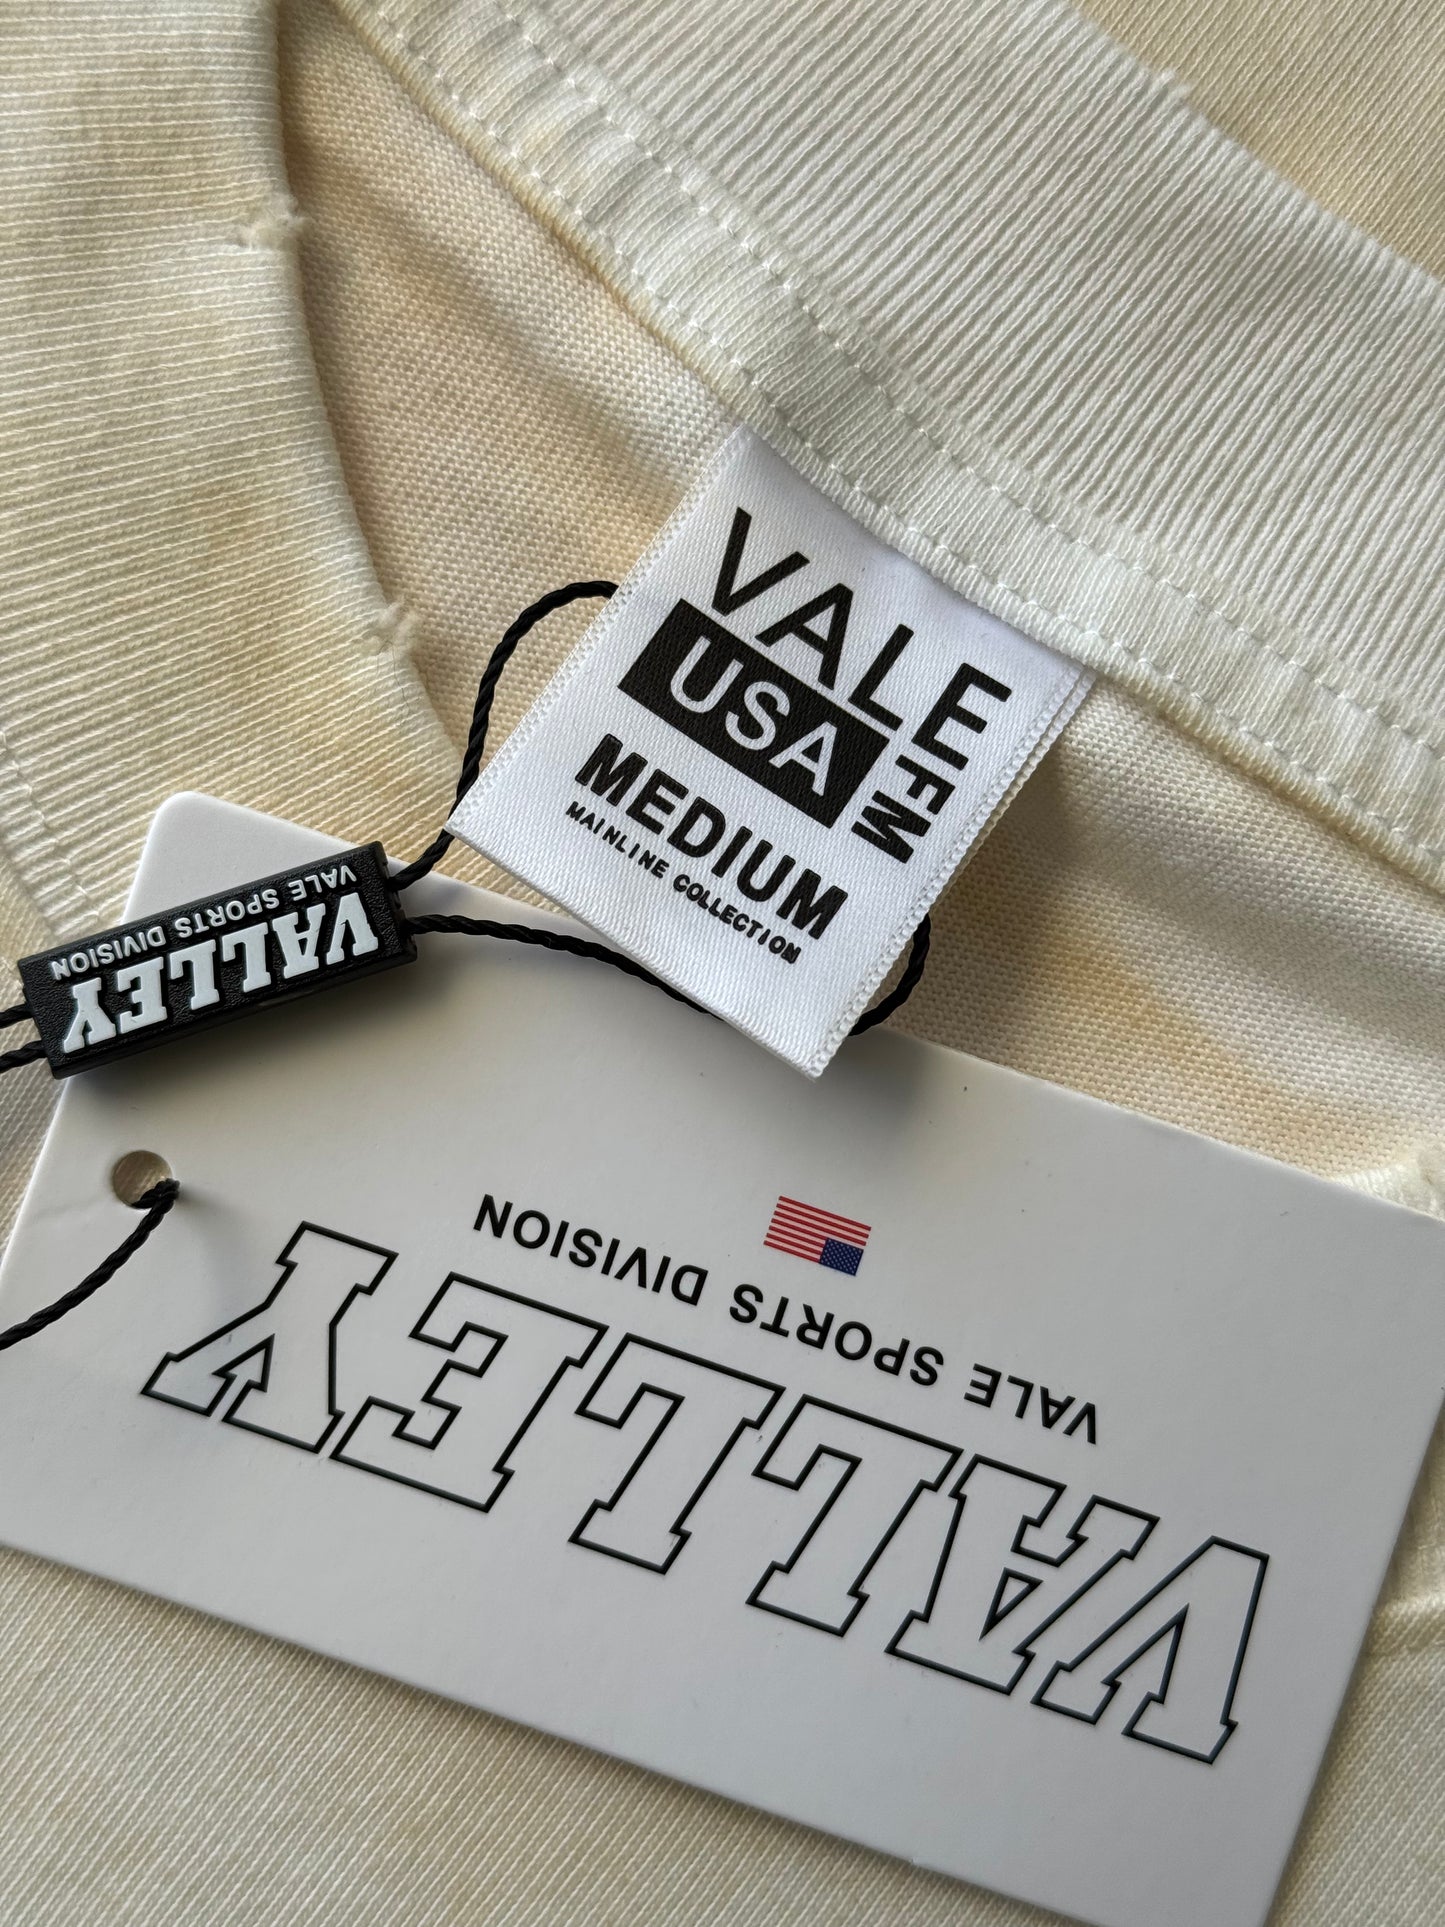 VALE
USA
FM
MEDIUM
MAINLINE COLLECTION
VALLEY
VALE SPORTS DIVISION
VALLEY
VALE SPORTS DIVISION